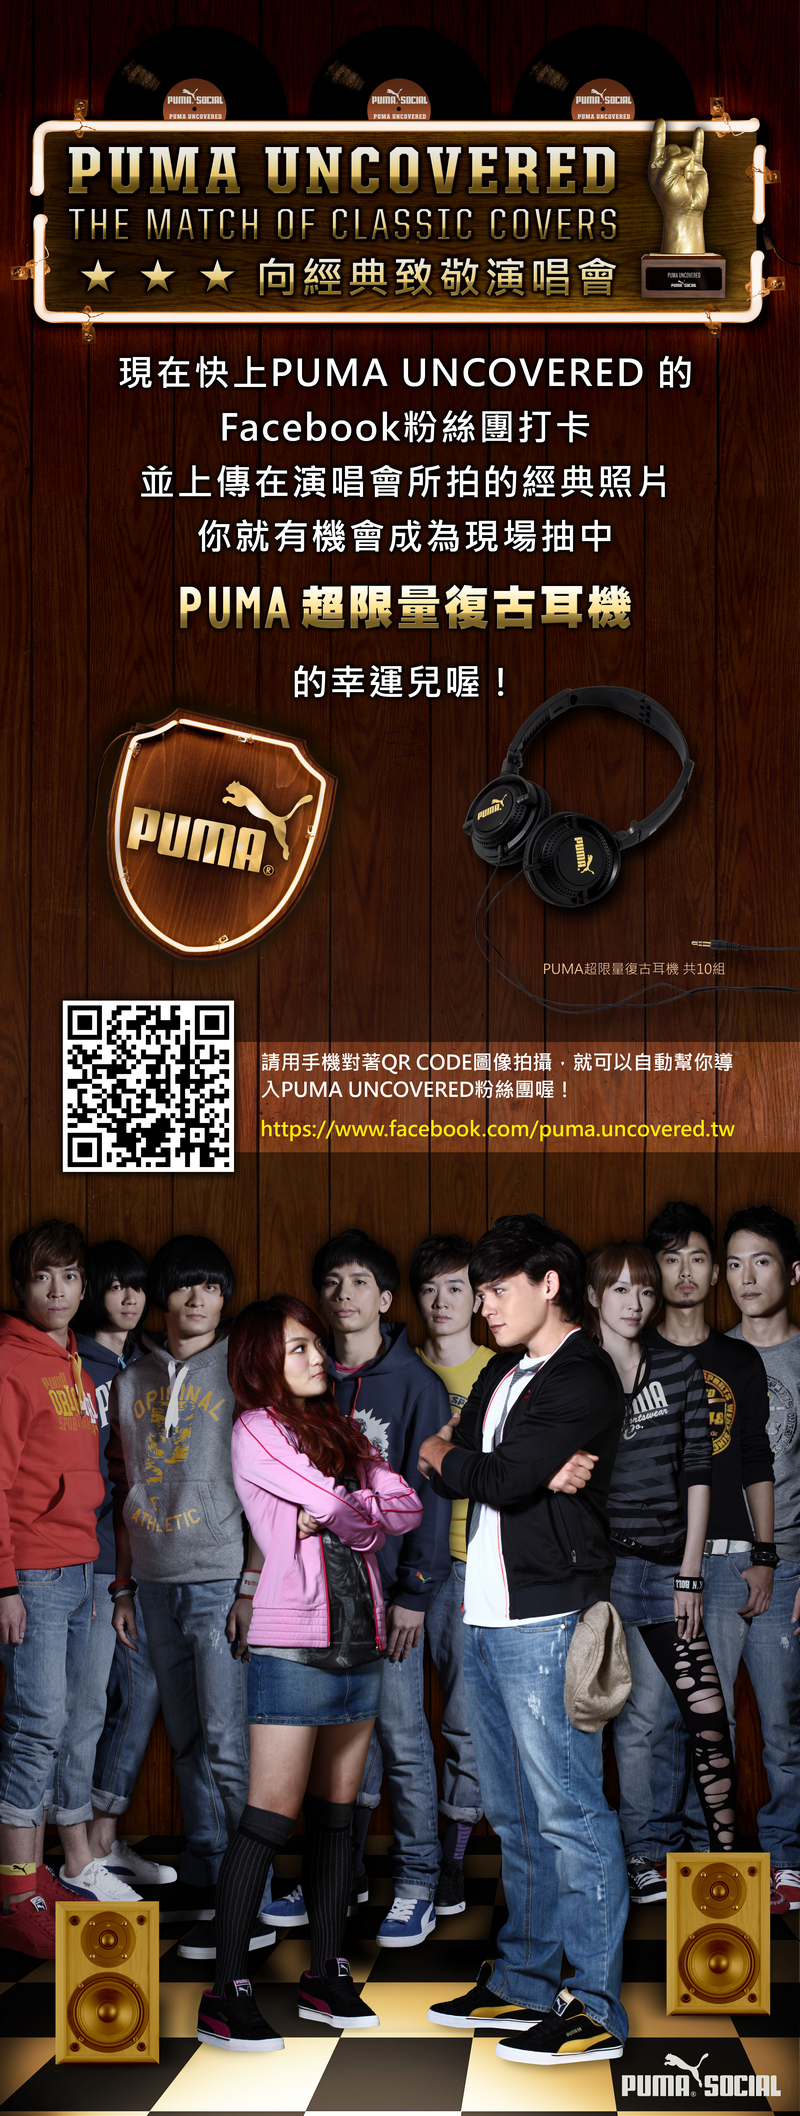 PUMA SOCIAL
PUMA UNCOVERED
PUMA SOCIAL
PUMA UNCOVERED
PUMA SOCIAL
PUMA UNCOVERED
PUMA UNCOVERED
THE MATCH OF CLASSIC COVERS
★ ★ ★ 向經典致敬演唱會
PUMA UNCOVERED
PUMA SOCIAL
現在快上PUMA UNCOVERED 的
Facebook粉絲團打卡
並上傳在演唱會所拍的經典照片
你就有機會成為現場抽中
PUMA 超限量復古耳機
的幸運兒喔！
PUMA®
PUMA
PUMA
PUMA超限量復古耳機 共10組
請用手機對著QR CODE圖像拍攝，就可以自動幫你導
入PUMA UNCOVERED粉絲團喔！
https://www.facebook.com/puma.uncovered.tw
ORIGINAL
ATHLETIC
PUMA® SOCIAL